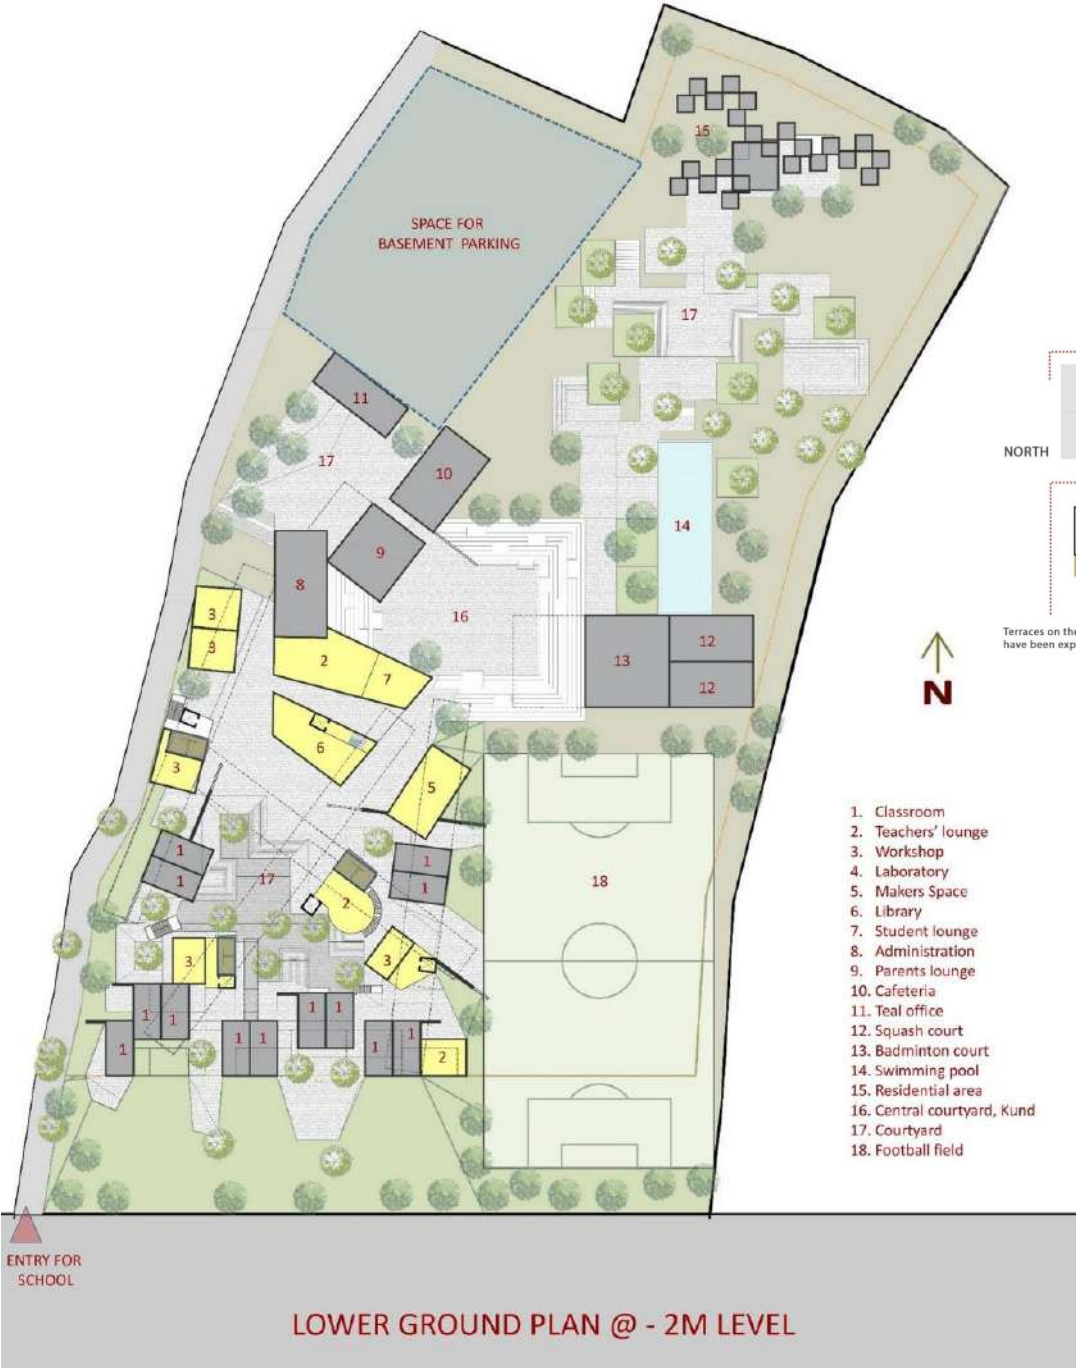 15
SPACE FOR
BASEMENT PARKING
17
11
17
10
NORTH
14
9
8
3
16
3
2
12
13
7
12
Terraces on the
have been exp
N
6
3
5
1. Classroom
2. Teachers' lounge
3. Workshop
4. Laboratory
5. Makers Space
6. Library
7. Student lounge
8. Administration
9. Parents lounge
10. Cafeteria
11. Teal office
12. Squash court
13. Badminton court
14. Swimming pool
15. Residential area
16. Central courtyard, Kund
17. Courtyard
18. Football field
1
1
1
1
17
18
2
3
3
1
1
1
1
1
1
1
1
1
2
ENTRY FOR
SCHOOL
LOWER GROUND PLAN @ - 2M LEVEL